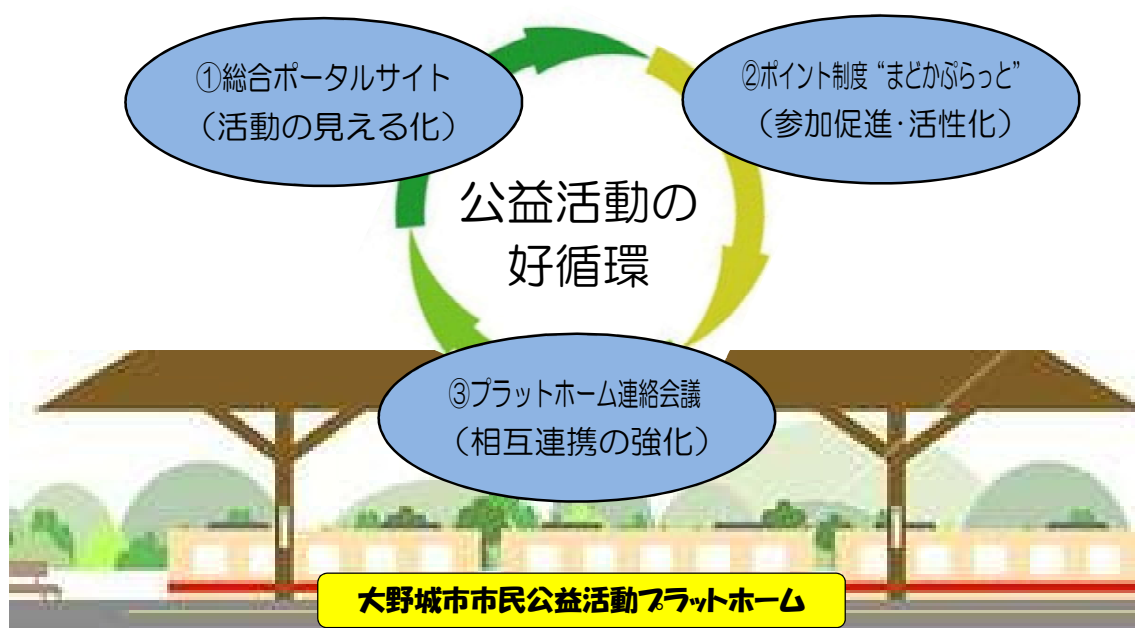 ①総合ポータルサイト
（活動の見える化）
②ポイント制度“まどかぷらっと”
（参加促進・活性化）
公益活動の
好循環
③プラットホーム連絡会議
（相互連携の強化）
大野城市市民公益活動プラットホーム